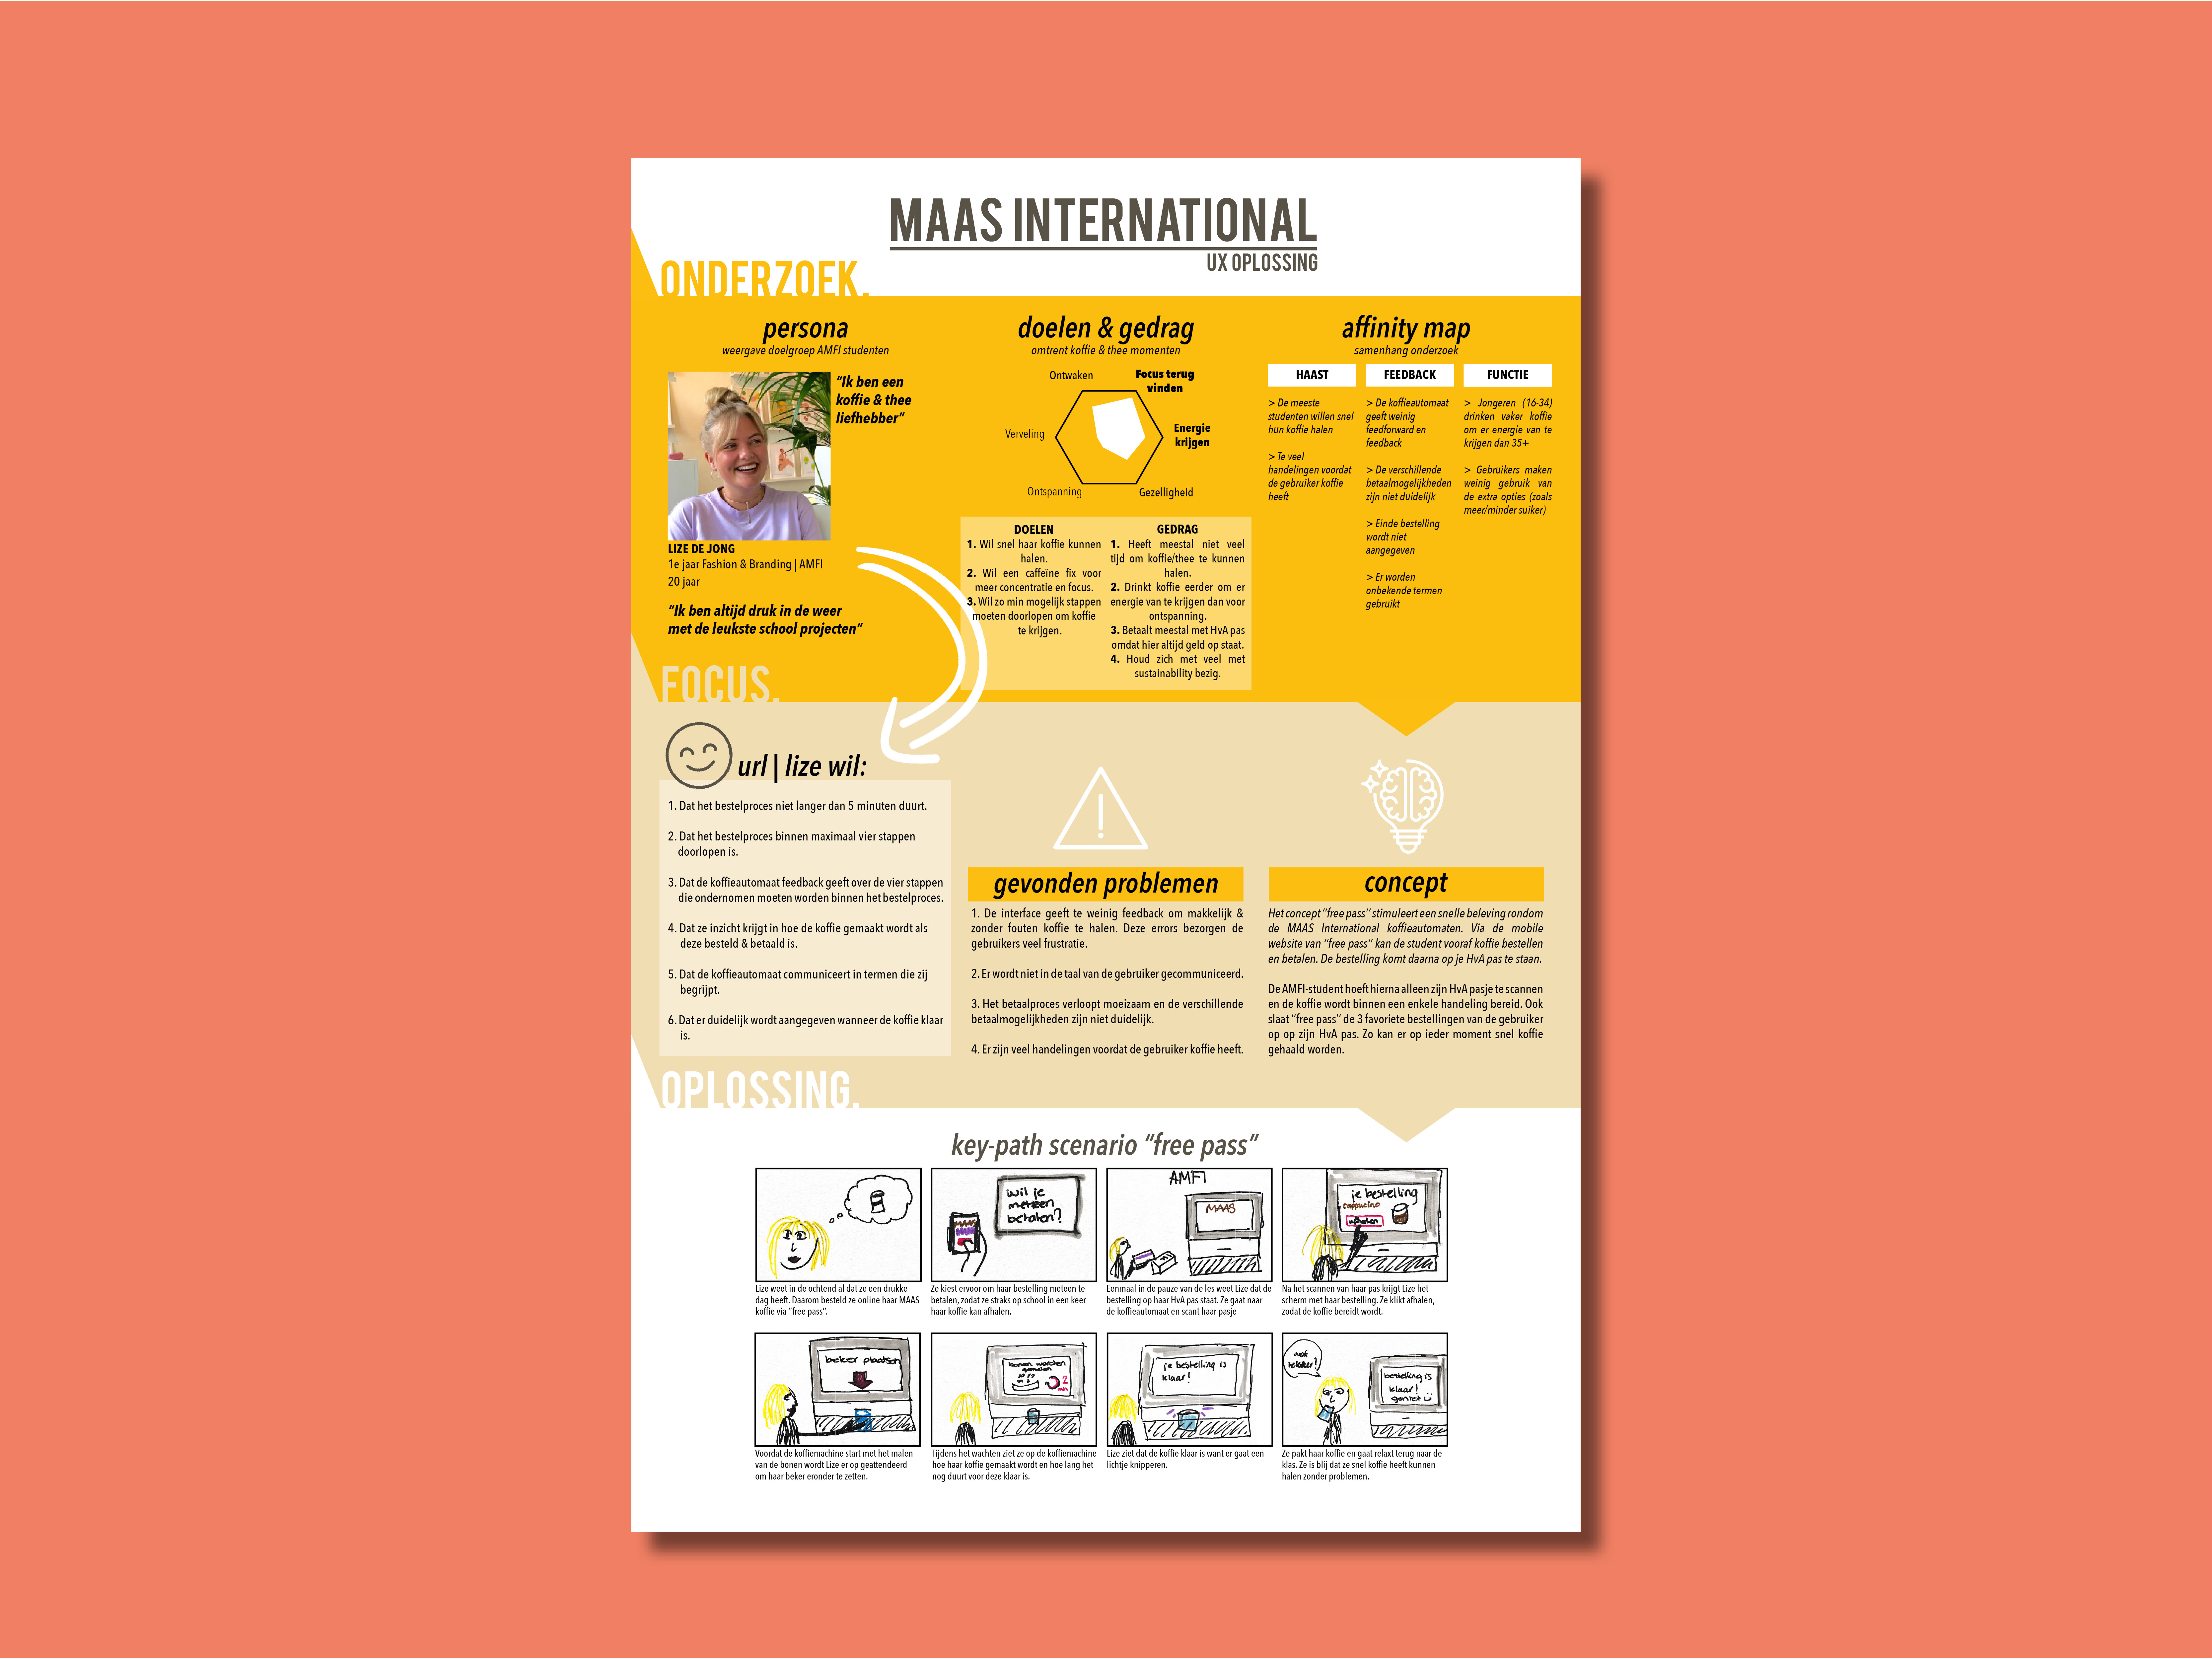 MAAS INTERNATIONAL
UX OPLOSSING
ONDERZOEK.
persona
weergave doelgroep AMFI studenten
“Ik ben een
koffie & thee
liefhebber”
LIZE DE JONG
1e jaar Fashion & Branding | AMFI
20 jaar
“Ik ben altijd druk in de weer
met de leukste school projecten”
doelen & gedrag
omtrent koffie & thee momenten
Ontwaken
Focus terug
vinden
Verveling
Energie
krijgen
Ontspanning
Gezelligheid
DOELEN
1. Wil snel haar koffie kunnen
halen.
2. Wil een caffeïne fix voor
meer concentratie en focus.
3. Wil zo min mogelijk stappen
moeten doorlopen om koffie
te krijgen.
GEDRAG
1. Heeft meestal niet veel
tijd om koffie/thee te kunnen
halen.
2. Drinkt koffie eerder om er
energie van te krijgen dan voor
ontspanning.
3. Betaalt meestal met HvA pas
omdat hier altijd geld op staat.
4. Houd zich met veel met
sustainability bezig.
affinity map
samenhang onderzoek
HAAST
> De meeste
studenten willen snel
hun koffie halen
> Te veel
handelingen voordat
de gebruiker koffie
heeft
FEEDBACK
> De koffieautomaat
geeft weinig
feedforward en
feedback
> De verschillende
betaalmogelijkheden
zijn niet duidelijk
> Einde bestelling
wordt niet
aangegeven
> Er worden
onbekende termen
gebruikt
FUNCTIE
> Jongeren (16-34)
drinken vaker koffie
om er energie van te
krijgen dan 35+
> Gebruikers maken
weinig gebruik van
de extra opties (zoals
meer/minder suiker)
FOCUS.
url | lize wil:
1. Dat het bestelproces niet langer dan 5 minuten duurt.
2. Dat het bestelproces binnen maximaal vier stappen
doorlopen is.
3. Dat de koffieautomaat feedback geeft over de vier stappen
die ondernomen moeten worden binnen het bestelproces.
4. Dat ze inzicht krijgt in hoe de koffie gemaakt wordt als
deze besteld & betaald is.
5. Dat de koffieautomaat communiceert in termen die zij
begrijpt.
6. Dat er duidelijk wordt aangegeven wanneer de koffie klaar
is.
gevonden problemen
1. De interface geeft te weinig feedback om makkelijk &
zonder fouten koffie te halen. Deze errors bezorgen de
gebruikers veel frustratie.
2. Er wordt niet in de taal van de gebruiker gecommuniceerd.
3. Het betaalproces verloopt moeizaam en de verschillende
betaalmogelijkheden zijn niet duidelijk.
4. Er zijn veel handelingen voordat de gebruiker koffie heeft.
concept
Het concept “free pass” stimuleert een snelle beleving rondom
de MAAS International koffieautomaten. Via de mobile
website van “free pass” kan de student vooraf koffie bestellen
en betalen. De bestelling komt daarna op je HvA pas te staan.
De AMFI-student hoeft hierna alleen zijn HvA pasje te scannen
en de koffie wordt binnen een enkele handeling bereid. Ook
slaat “free pass” de 3 favoriete bestellingen van de gebruiker
op op zijn HvA pas. Zo kan er op ieder moment snel koffie
gehaald worden.
OPLOSSING.
key-path scenario “free pass”
Lize weet in de ochtend al dat ze een drukke
dag heeft. Daarom besteld ze online haar MAAS
koffie via “free pass”.
MAAS
Wil je
meteen
betalen?
Ze kiest ervoor om haar bestelling meteen te
betalen, zodat ze straks op school in een keer
haar koffie kan afhalen.
AMFI
MAAS
Eenmaal in de pauze van de les weet Lize dat de
bestelling op haar HvA pas staat. Ze gaat naar
de koffieautomaat en scant haar pasje
je bestelling
cappucino
afhalen
Na het scannen van haar pas krijgt Lize het
scherm met haar bestelling. Ze klikt afhalen,
zodat de koffie bereidt wordt.
beker plaatsen
Voordat de koffiemachine start met het malen
van de bonen wordt Lize er op geattendeerd
om haar beker eronder te zetten.
bonen worden
gemalen
2
min
Tijdens het wachten ziet ze op de koffiemachine
hoe haar koffie gemaakt wordt en hoe lang het
nog duurt voor deze klaar is.
je bestelling is
klaar!
Lize ziet dat de koffie klaar is want er gaat een
lichtje knipperen.
wat
lekker!
bestelling is
klaar!
geniet
Ze pakt haar koffie en gaat relaxt terug naar de
klas. Ze is blij dat ze snel koffie heeft kunnen
halen zonder problemen.